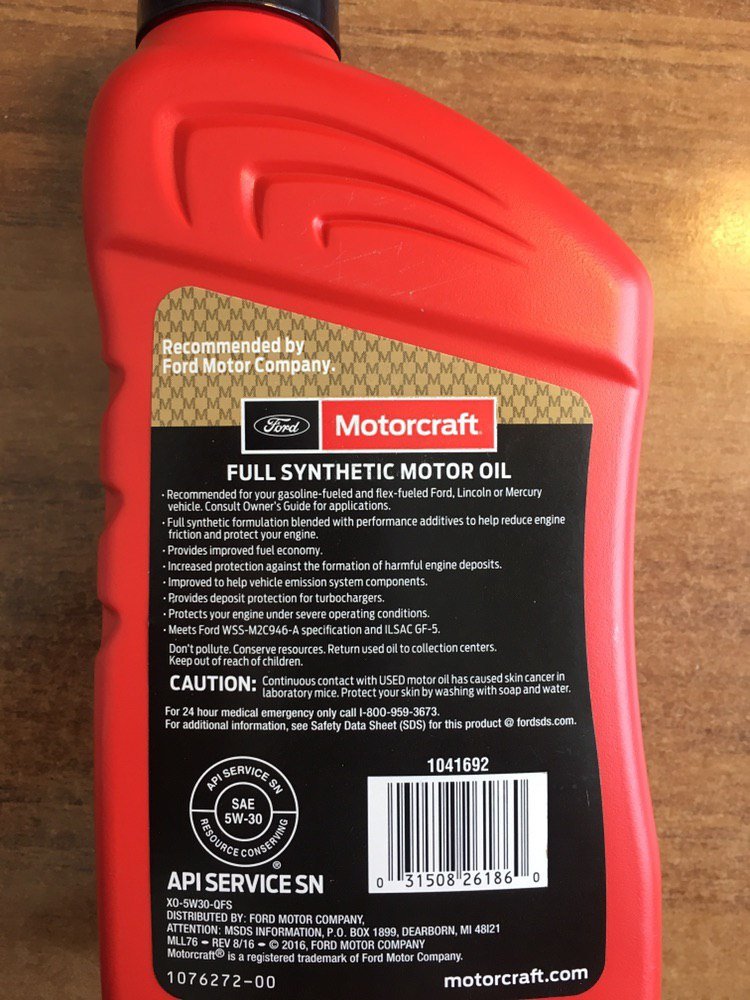 Recommended by
Ford Motor Company.
Ford Motorcraft®
FULL SYNTHETIC MOTOR OIL
· Recommended for your gasoline-fueled and flex-fueled Ford, Lincoln or Mercury
vehicle. Consult Owner's Guide for applications.
· Full synthetic formulation blended with performance additives to help reduce engine
friction and protect your engine.
· Provides improved fuel economy.
· Increased protection against the formation of harmful engine deposits.
· Improved to help vehicle emission system components.
· Provides deposit protection for turbochargers.
· Protects your engine under severe operating conditions.
· Meets Ford WSS-M2C946-A specification and ILSAC GF-5.
Don't pollute. Conserve resources. Return used oil to collection centers.
Keep out of reach of children.
CAUTION: Continuous contact with USED motor oil has caused skin cancer in
laboratory mice. Protect your skin by washing with soap and water.
For 24 hour medical emergency only call 1-800-959-3673.
For additional information, see Safety Data Sheet (SDS) for this product @ fordsds.com.
API SERVICE SN
SAE
5W-30
RESOURCE CONSERVING
®
1041692
0 31508 26186 0
API SERVICE SN
XO-5W30-QFS
DISTRIBUTED BY: FORD MOTOR COMPANY,
ATTENTION: MSDS INFORMATION, P.O. BOX 1899, DEARBORN, MI 48121
MLL76 - REV 8/16 - © 2016, FORD MOTOR COMPANY
Motorcraft® is a registered trademark of Ford Motor Company.
1076272-00
motorcraft.com